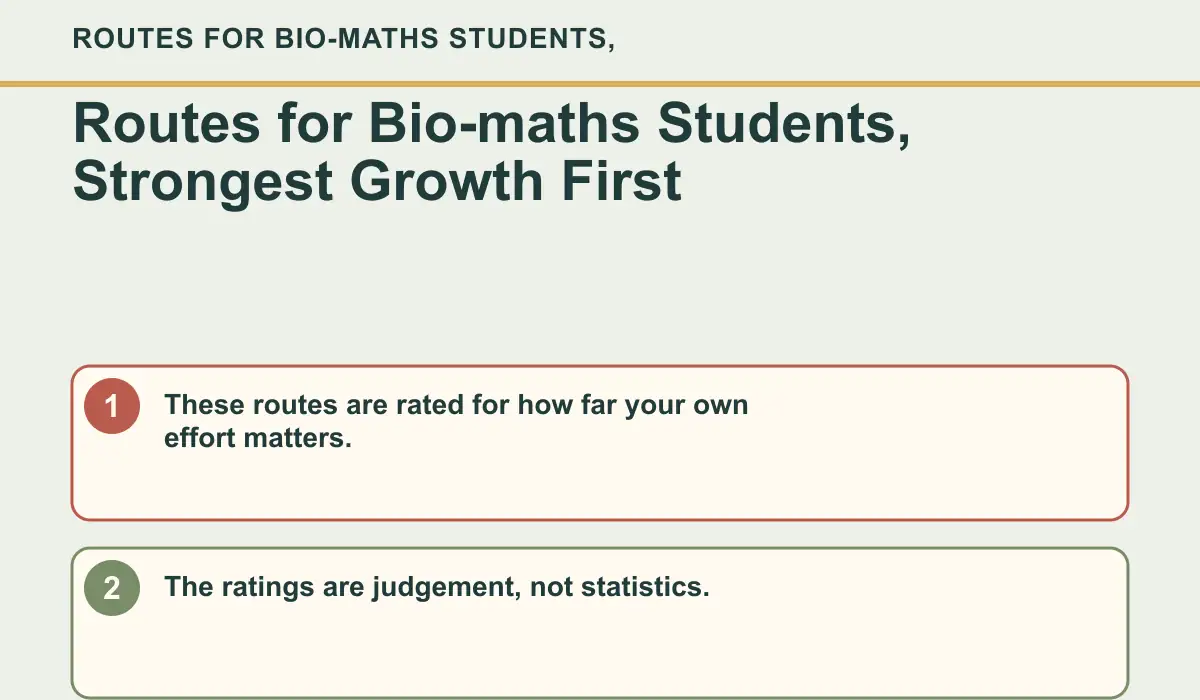 ROUTES FOR BIO-MATHS STUDENTS,
Routes for Bio-maths Students,
Strongest Growth First
1
These routes are rated for how far your own
effort matters.
2
The ratings are judgement, not statistics.